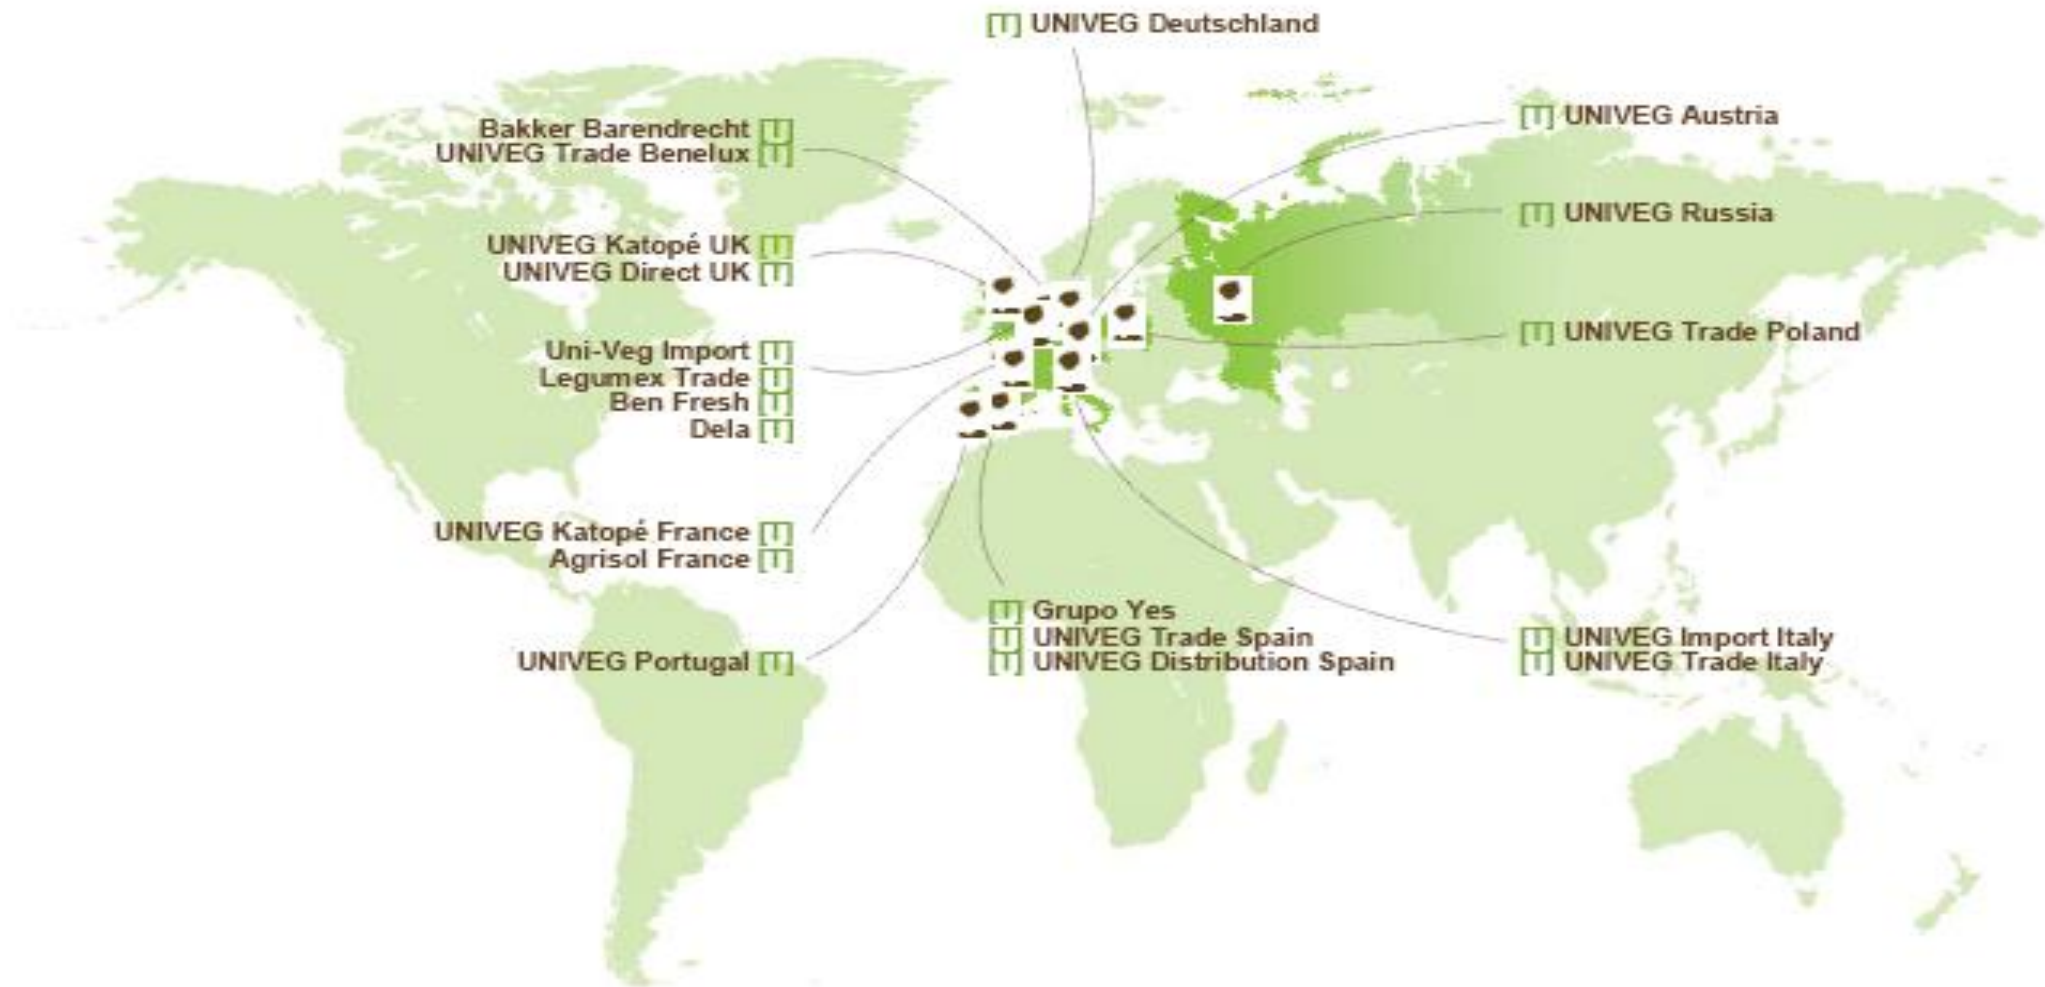 [T] UNIVEG Deutschland
Bakker Barendrecht [T]
UNIVEG Trade Benelux [T]
UNIVEG Katopé UK [T]
UNIVEG Direct UK [T]
Uni-Veg Import [T]
Legumex Trade [T]
Ben Fresh [T]
Dela [T]
UNIVEG Katopé France [T]
Agrisol France [T]
UNIVEG Portugal [T]
[T] Grupo Yes
[T] UNIVEG Trade Spain
[T] UNIVEG Distribution Spain
[T] UNIVEG Austria
[T] UNIVEG Russia
[T] UNIVEG Trade Poland
[T] UNIVEG Import Italy
[T] UNIVEG Trade Italy